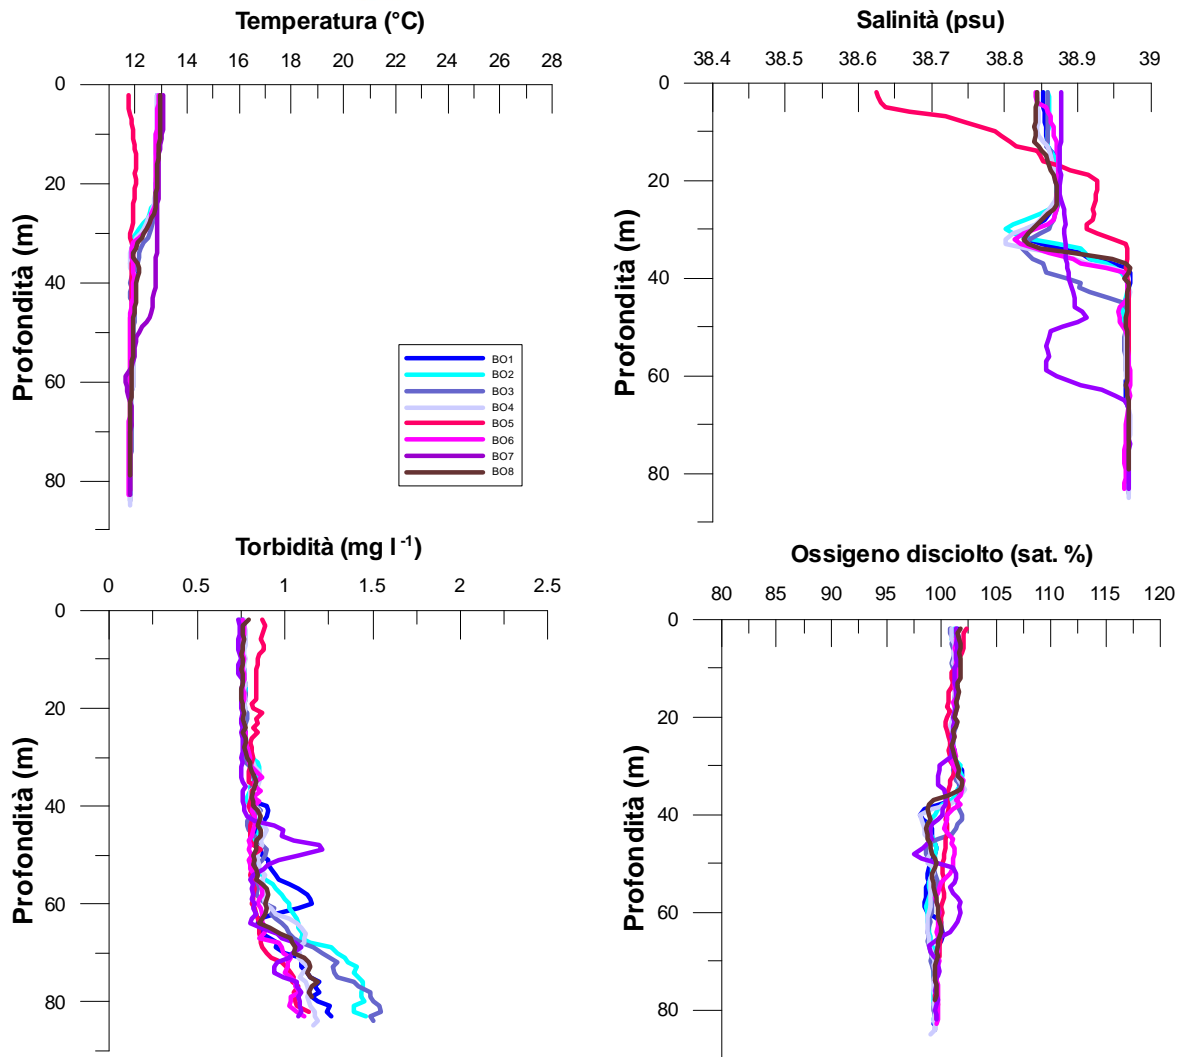 Temperatura (°C)
12 14 16 18 20 22 24 26 28
0
20
40
60
80
Profondità (m)
BO1
BO2
BO3
BO4
BO5
BO6
BO7
BO8
Salinità (psu)
38.4 38.5 38.6 38.7 38.8 38.9 39
0
20
40
60
80
Profondità (m)
Torbidità (mg l⁻¹)
0 0.5 1 1.5 2 2.5
0
20
40
60
80
Profondità (m)
Ossigeno disciolto (sat. %)
80 85 90 95 100 105 110 115 120
0
20
40
60
80
Profondità (m)